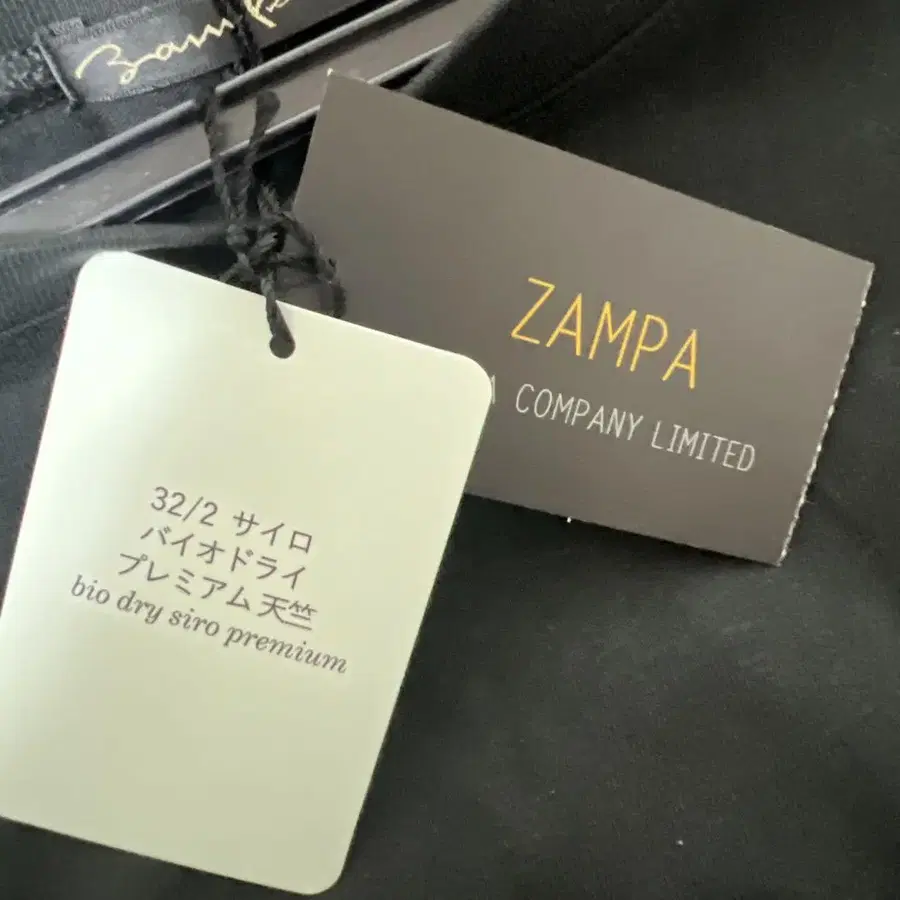 ZAMPA
COMPANY LIMITED
32/2 サイロ
バイオドライ
プレミアム 天竺
bio dry siro premium